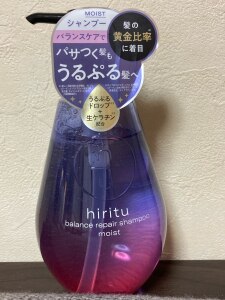 MOIST
シャンプー
バランスケアで
パサつく髪も
うるぷる髪へ
髪の
黄金比率
に着目
うるぷる
ドロップ
+
生ケラチン
配合
hiritu
balance repair shampoo
moist